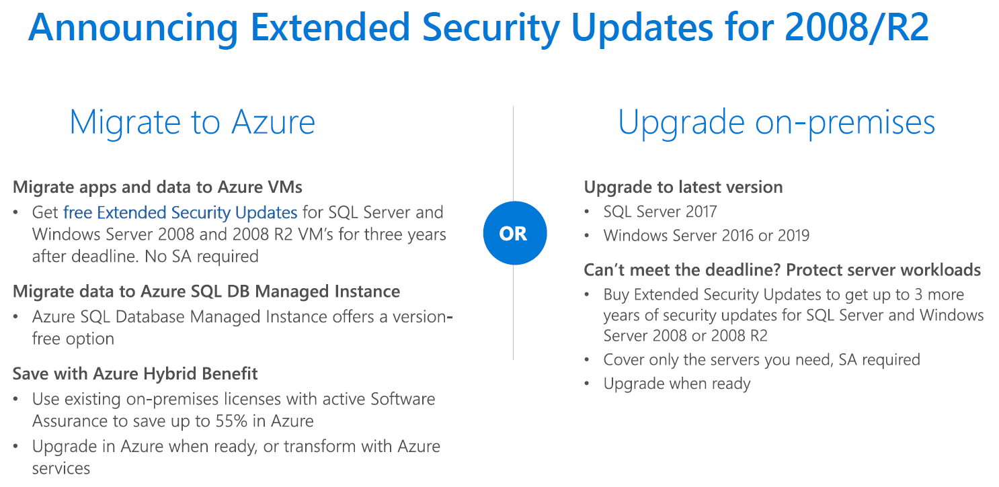 Announcing Extended Security Updates for 2008/R2
Migrate to Azure
Migrate apps and data to Azure VMs
• Get free Extended Security Updates for SQL Server and
Windows Server 2008 and 2008 R2 VM's for three years
after deadline. No SA required
Migrate data to Azure SQL DB Managed Instance
• Azure SQL Database Managed Instance offers a version-
free option
Save with Azure Hybrid Benefit
• Use existing on-premises licenses with active Software
Assurance to save up to 55% in Azure
• Upgrade in Azure when ready, or transform with Azure
services
OR
Upgrade on-premises
Upgrade to latest version
• SQL Server 2017
• Windows Server 2016 or 2019
Can't meet the deadline? Protect server workloads
• Buy Extended Security Updates to get up to 3 more
years of security updates for SQL Server and Windows
Server 2008 or 2008 R2
• Cover only the servers you need, SA required
• Upgrade when ready